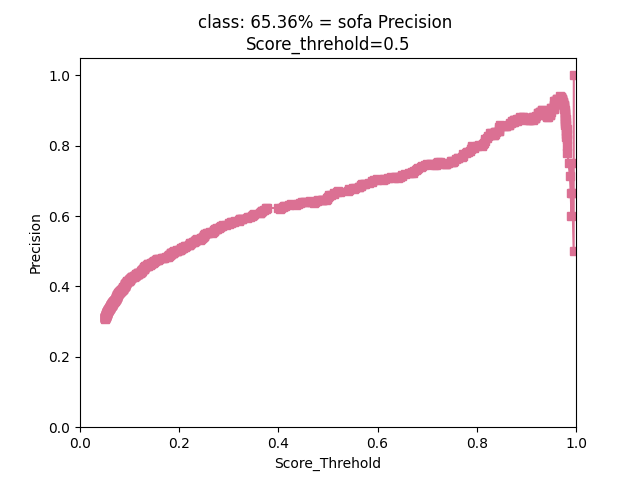 class: 65.36% = sofa Precision
Score_threhold=0.5
1.0
0.8
0.6
0.4
0.2
0.0
Precision
0.0 0.2 0.4 0.6 0.8 1.0
Score_Threhold